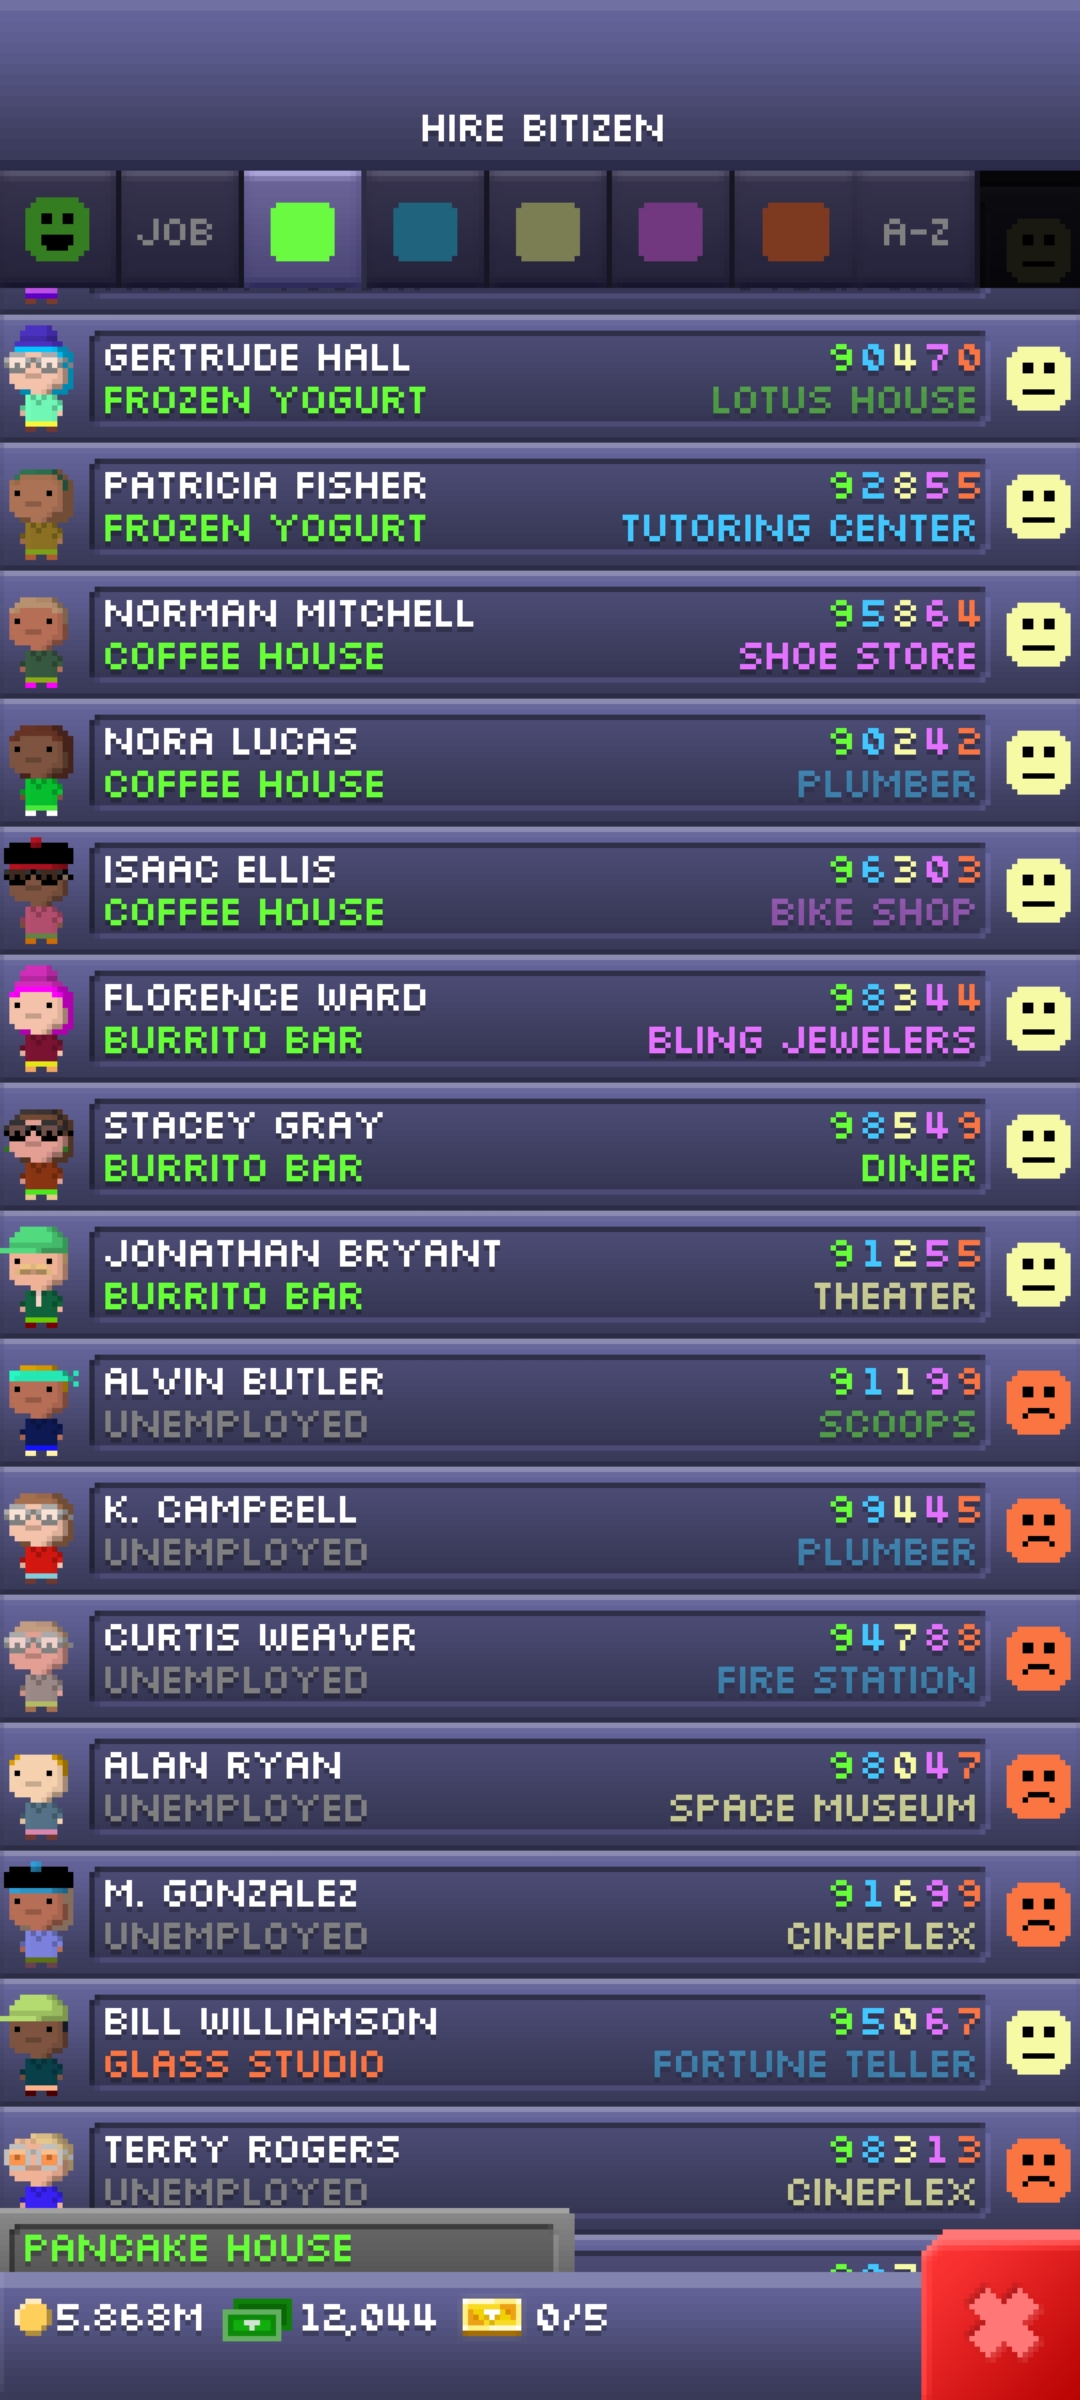 HIRE BITIZEN
JOB A-Z
GERTRUDE HALL 90470
FROZEN YOGURT LOTUS HOUSE
PATRICIA FISHER 92855
FROZEN YOGURT TUTORING CENTER
NORMAN MITCHELL 95864
COFFEE HOUSE SHOE STORE
NORA LUCAS 90242
COFFEE HOUSE PLUMBER
ISAAC ELLIS 96303
COFFEE HOUSE BIKE SHOP
FLORENCE WARD 98344
BURRITO BAR BLING JEWELERS
STACEY GRAY 98549
BURRITO BAR DINER
JONATHAN BRYANT 91255
BURRITO BAR THEATER
ALVIN BUTLER 91199
UNEMPLOYED SCOOPS
K. CAMPBELL 99445
UNEMPLOYED PLUMBER
CURTIS WEAVER 94788
UNEMPLOYED FIRE STATION
ALAN RYAN 98047
UNEMPLOYED SPACE MUSEUM
M. GONZALEZ 91699
UNEMPLOYED CINEPLEX
BILL WILLIAMSON 95067
GLASS STUDIO FORTUNE TELLER
TERRY ROGERS 98313
UNEMPLOYED CINEPLEX
PANCAKE HOUSE
5.868M 12,044 0/5